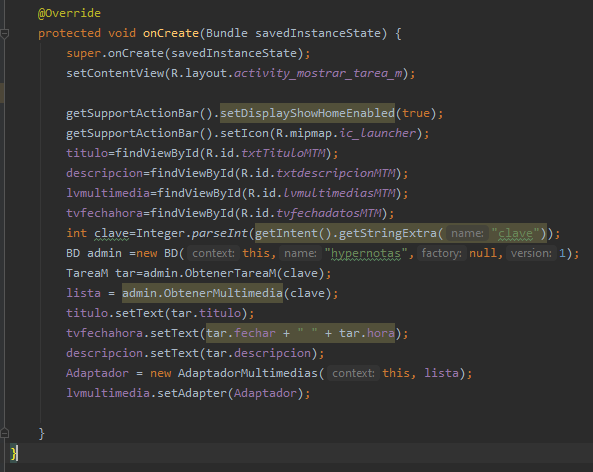 @Override
protected void onCreate(Bundle savedInstanceState) {
super.onCreate(savedInstanceState);
setContentView(R.layout.activity_mostrar_tarea_m);
getSupportActionBar().setDisplayShowHomeEnabled(true);
getSupportActionBar().setIcon(R.mipmap.ic_launcher);
titulo=findViewById(R.id.txtTituloMTM);
descripcion=findViewById(R.id.txtdescripcionMTM);
lvmultimedia=findViewById(R.id.lvmultimediasMTM);
tvfechahora=findViewById(R.id.tvfechadatosMTM);
int clave=Integer.parseInt(getIntent().getStringExtra( name: "clave"));
BD admin =new BD( context: this, name: "hypernotas", factory: null, version: 1);
TareaM tar=admin.ObtenerTareaM(clave);
lista = admin.ObtenerMultimedia(clave);
titulo.setText(tar.titulo);
tvfechahora.setText(tar.fechar + " " + tar.hora);
descripcion.setText(tar.descripcion);
Adaptador = new AdaptadorMultimedias( context: this, lista);
lvmultimedia.setAdapter(Adaptador);
}
}